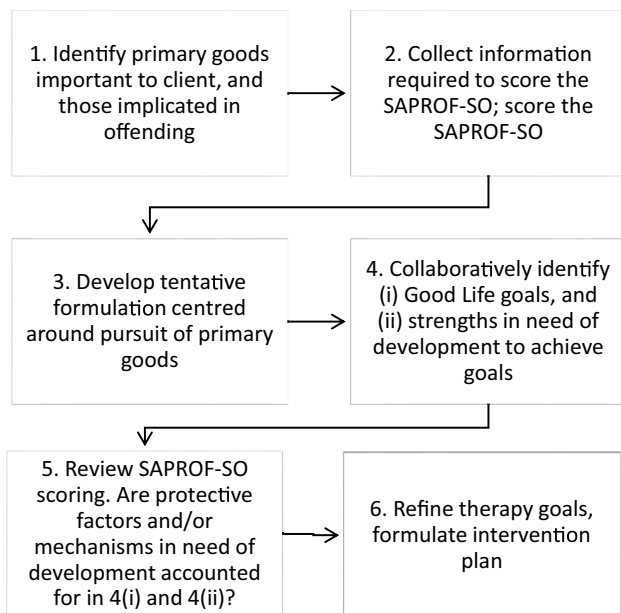 1. Identify primary goods
important to client, and
those implicated in
offending
2. Collect information
required to score the
SAPROF-SO; score the
SAPROF-SO
3. Develop tentative
formulation centred
around pursuit of primary
goods
4. Collaboratively identify
(i) Good Life goals, and
(ii) strengths in need of
development to achieve
goals
5. Review SAPROF-SO
scoring. Are protective
factors and/or
mechanisms in need of
development accounted
for in 4(i) and 4(ii)?
6. Refine therapy goals,
formulate intervention
plan